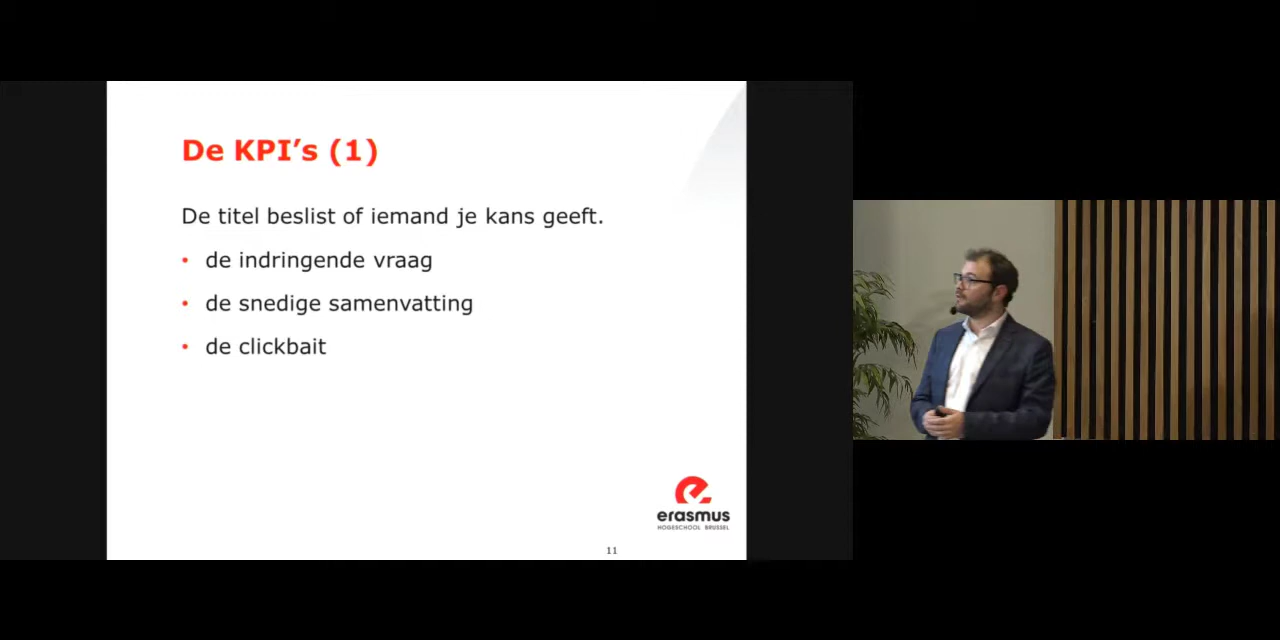 De KPI's (1)
De titel beslist of iemand je kans geeft.
• de indringende vraag
• de snedige samenvatting
• de clickbait
erasmus
HOGESCHOOL BRUSSEL
11